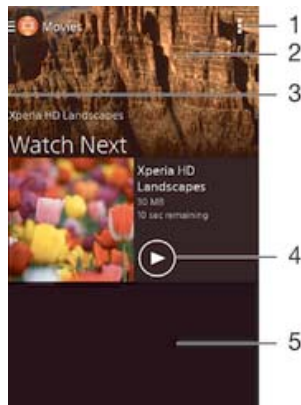 Movies
1
2
3
Xperia HD Landscapes
Watch Next
Xperia HD
Landscapes
30 MB
10 sec remaining
4
5